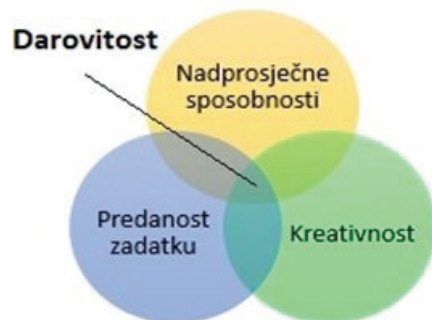 Darovitost
Nadprosječne
sposobnosti
Predanost
zadatku
Kreativnost